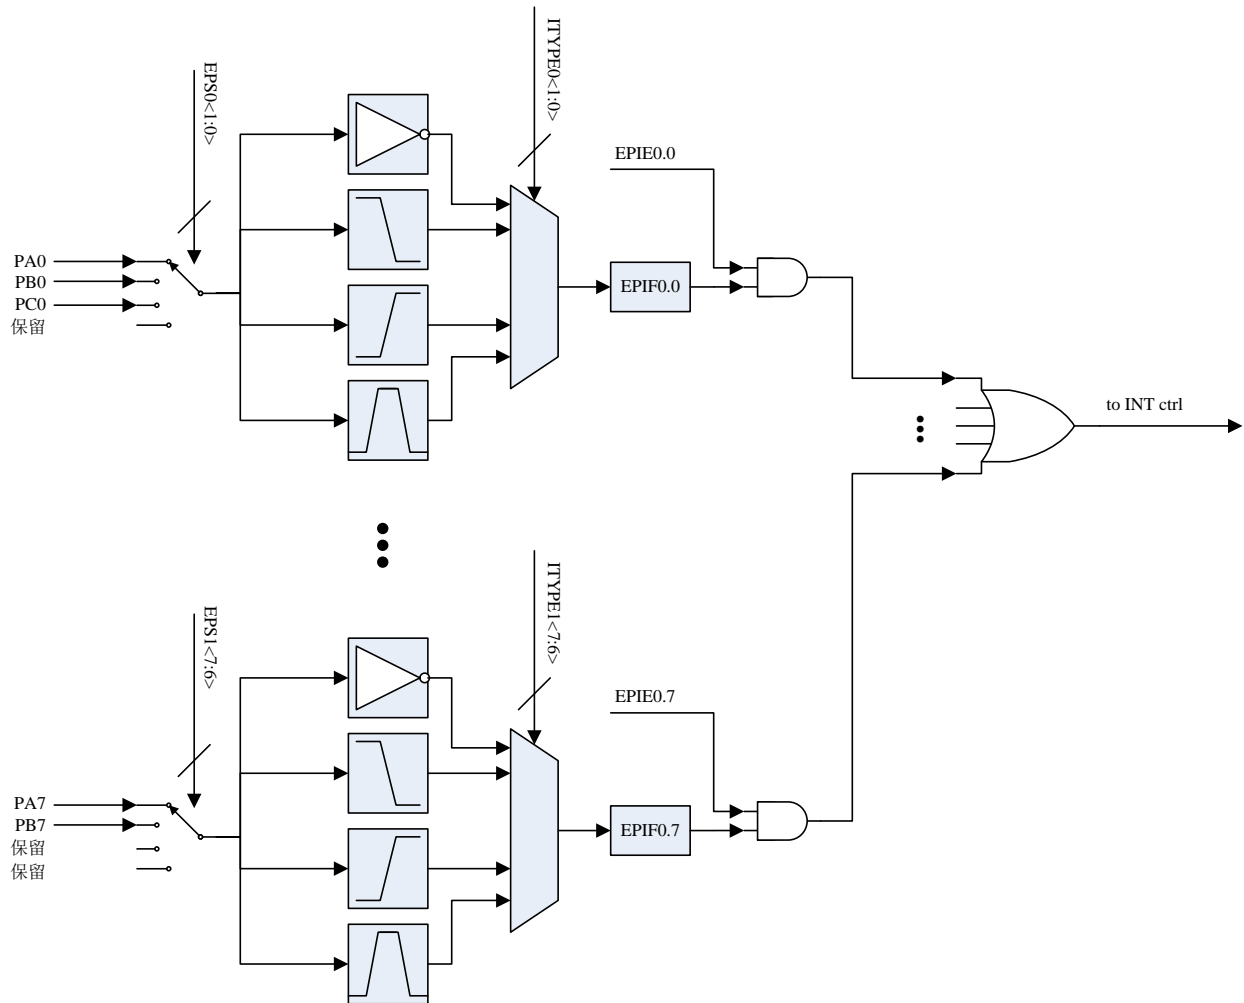 EPS0<1:0>
ITYPE0<1:0>
EPIE0.0
PA0
PB0
PC0
保留
EPIF0.0
to INT ctrl
EPS1<7:6>
ITYPE1<7:6>
EPIE0.7
PA7
PB7
保留
保留
EPIF0.7